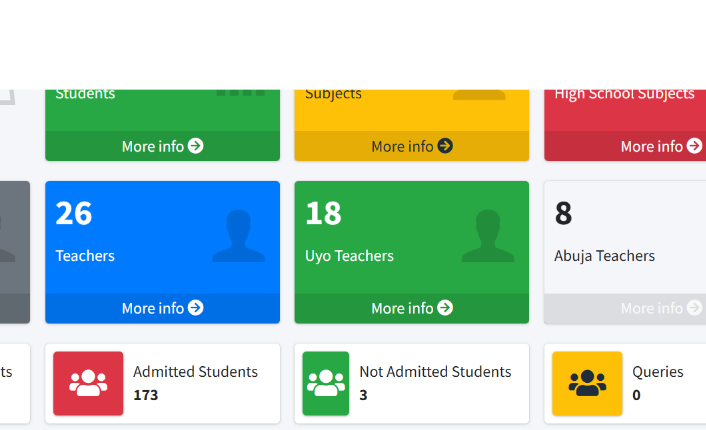 Students
Subjects
High School Subjects
More info
More info
More info
26
18
8
Teachers
Uyo Teachers
Abuja Teachers
More info
More info
More info
ts
Admitted Students
173
Not Admitted Students
3
Queries
0